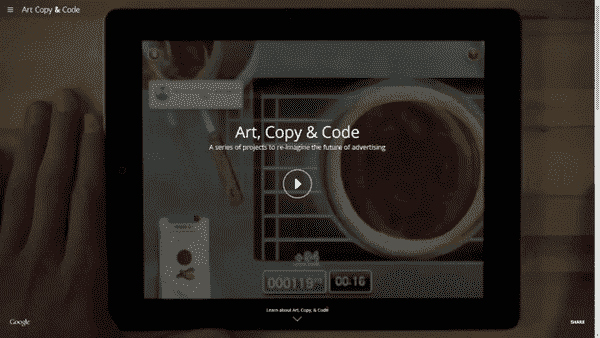 Art Copy & Code
Art, Copy & Code
A series of projects to re-imagine the future of advertising
+84
000119
00:16
Learn about Art, Copy, & Code!
Google
SHARE